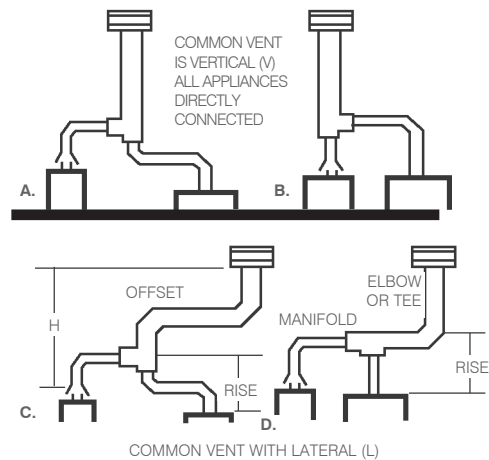 COMMON VENT
IS VERTICAL (V)
ALL APPLIANCES
DIRECTLY
CONNECTED
A.
B.
OFFSET
ELBOW
OR TEE
MANIFOLD
H
RISE
RISE
C.
D.
COMMON VENT WITH LATERAL (L)